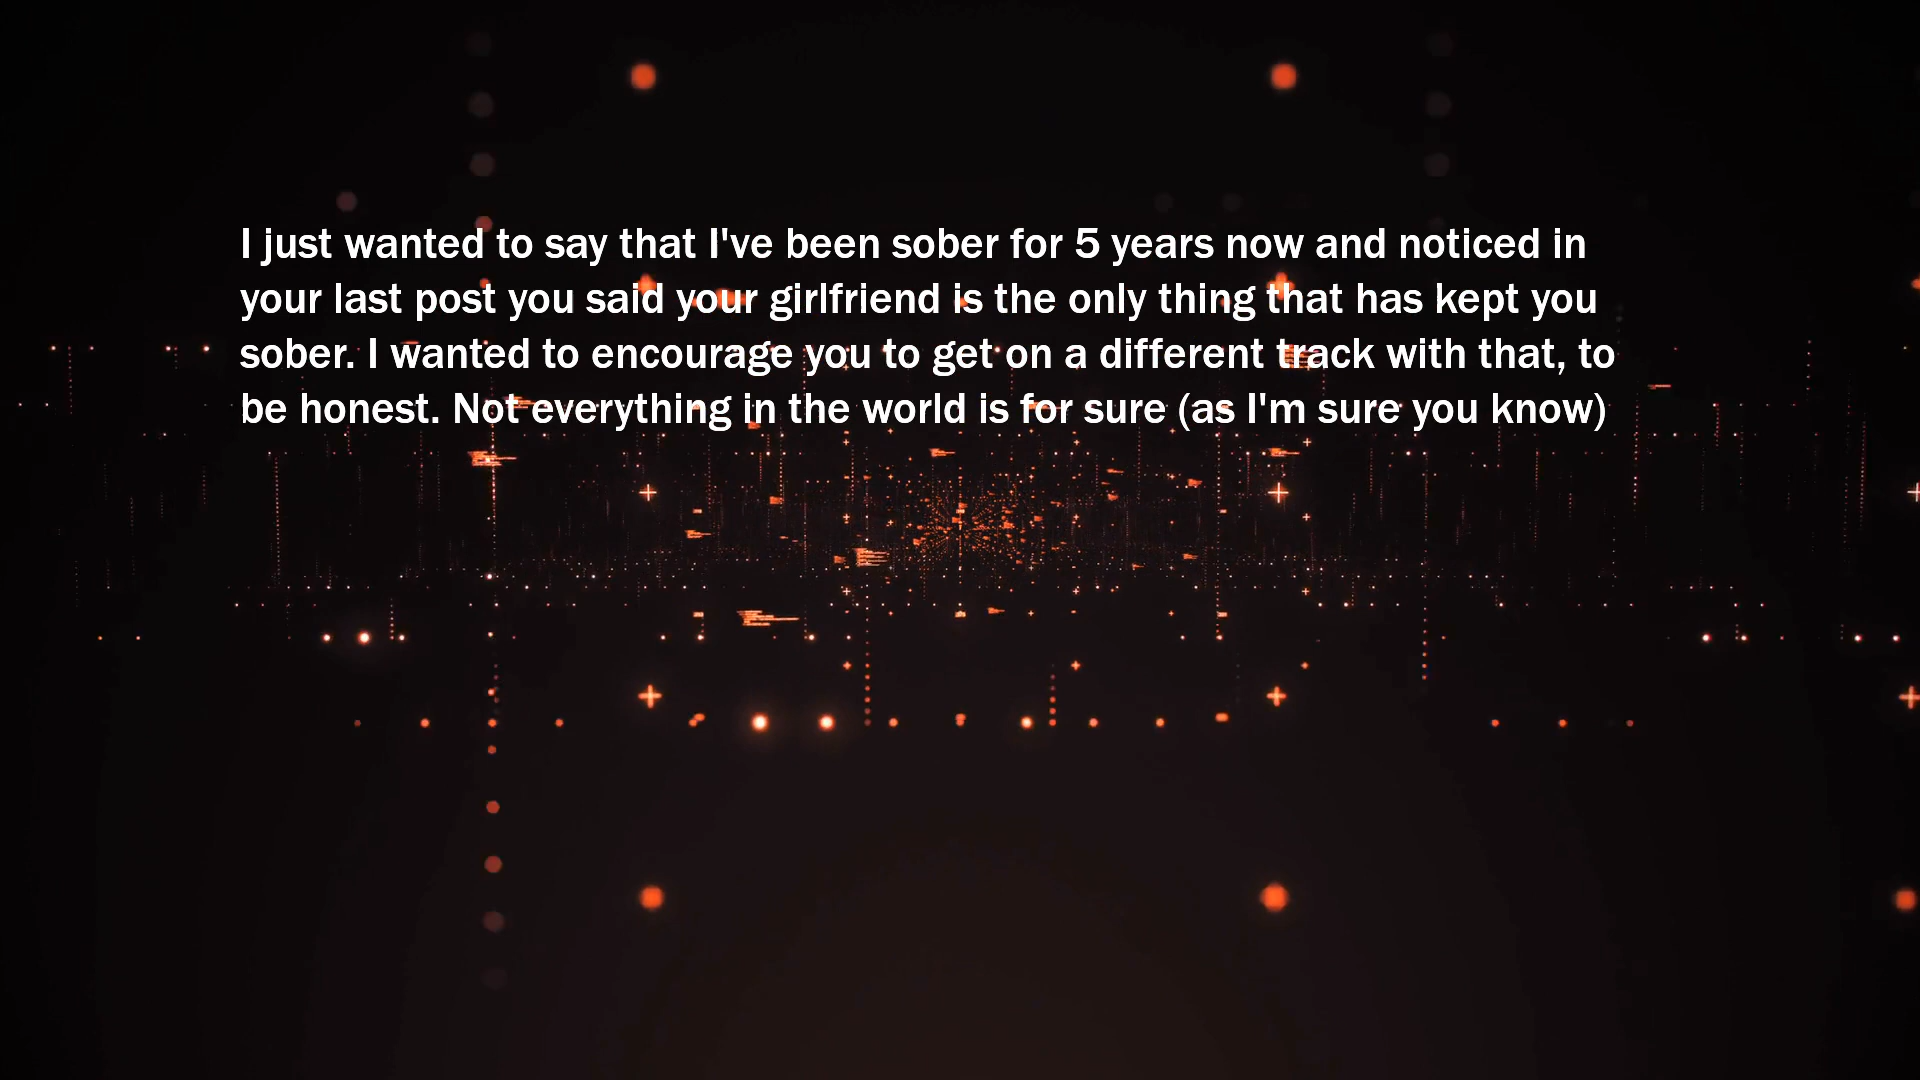 I just wanted to say that I've been sober for 5 years now and noticed in
your last post you said your girlfriend is the only thing that has kept you
sober. I wanted to encourage you to get on a different track with that, to
be honest. Not everything in the world is for sure (as I'm sure you know)